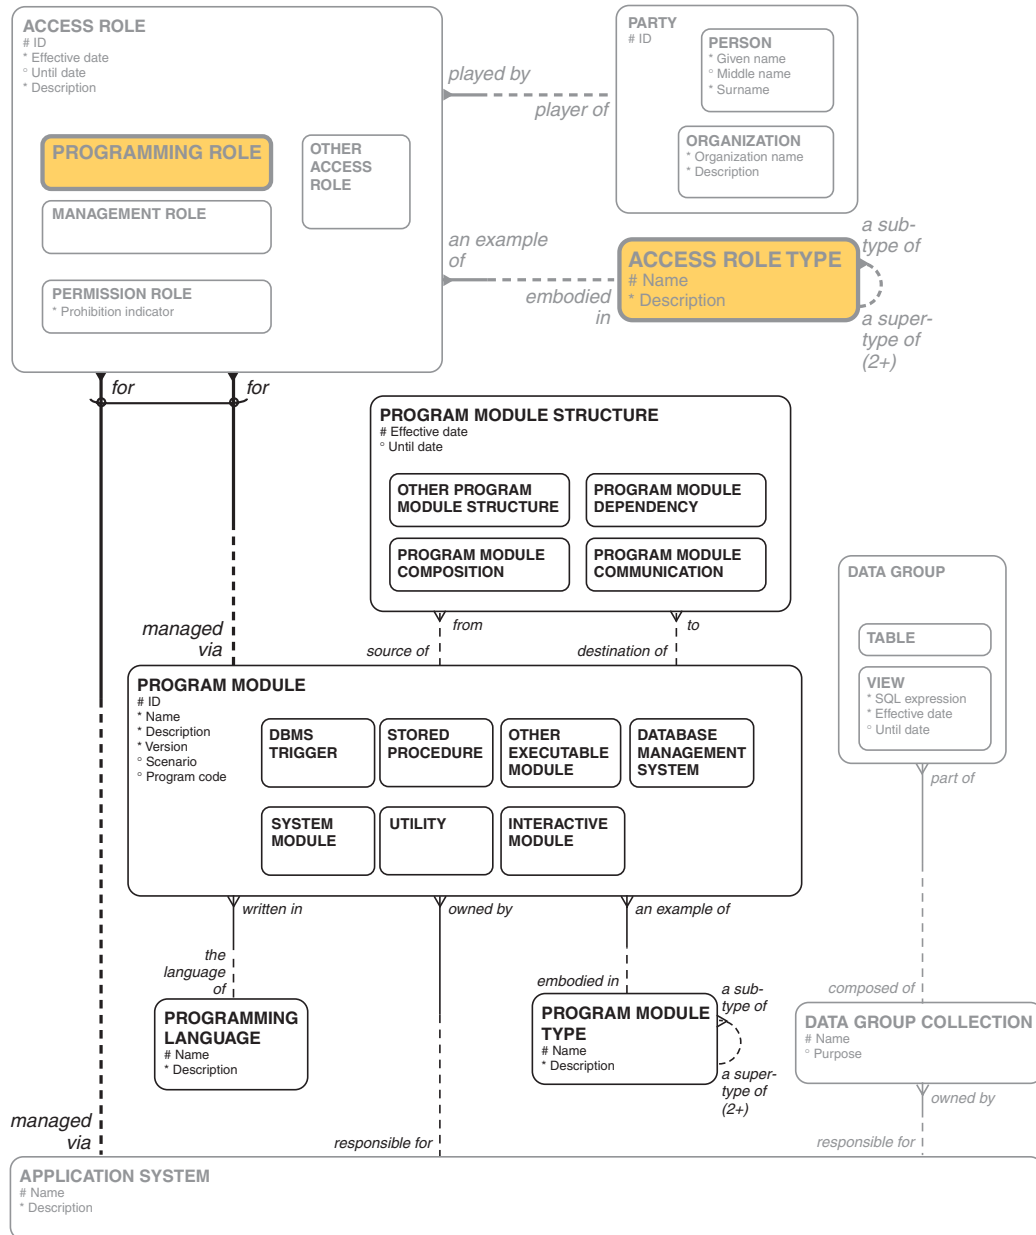 ACCESS ROLE
# ID
* Effective date
° Until date
* Description
PROGRAMMING ROLE
OTHER
ACCESS
ROLE
MANAGEMENT ROLE
PERMISSION ROLE
* Prohibition indicator
played by
player of
PARTY
# ID
PERSON
* Given name
° Middle name
* Surname
ORGANIZATION
* Organization name
* Description
an example
of
embodied
in
ACCESS ROLE TYPE
# Name
* Description
a sub-
type of
a super-
type of
(2+)
for
for
PROGRAM MODULE STRUCTURE
# Effective date
° Until date
OTHER PROGRAM
MODULE STRUCTURE
PROGRAM MODULE
DEPENDENCY
PROGRAM MODULE
COMPOSITION
PROGRAM MODULE
COMMUNICATION
from
to
source of
destination of
managed
via
DATA GROUP
TABLE
VIEW
* SQL expression
* Effective date
° Until date
part of
PROGRAM MODULE
# ID
* Name
* Description
* Version
° Scenario
° Program code
DBMS
TRIGGER
STORED
PROCEDURE
OTHER
EXECUTABLE
MODULE
DATABASE
MANAGEMENT
SYSTEM
SYSTEM
MODULE
UTILITY
INTERACTIVE
MODULE
written in
owned by
an example of
the
language
of
embodied in
composed of
PROGRAMMING
LANGUAGE
# Name
* Description
PROGRAM MODULE
TYPE
# Name
* Description
a sub-
type of
a super-
type of
(2+)
DATA GROUP COLLECTION
# Name
° Purpose
owned by
managed
via
responsible for
responsible for
APPLICATION SYSTEM
# Name
* Description